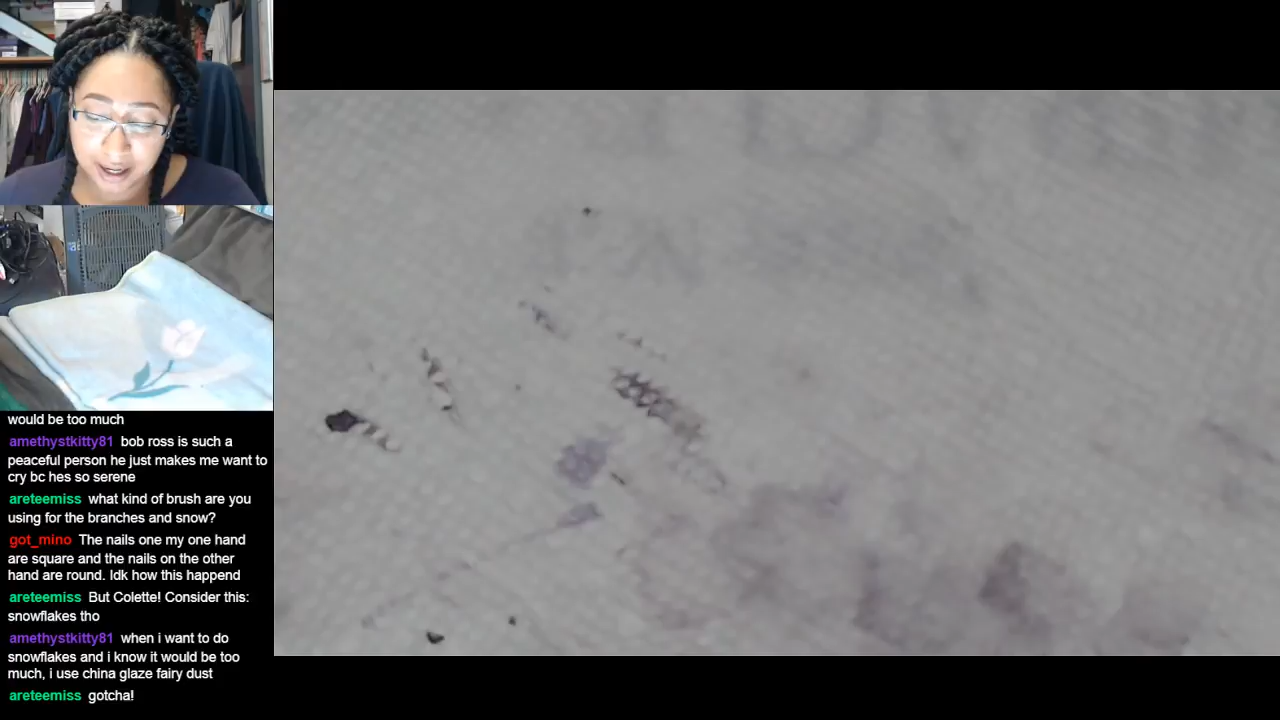 would be too much
amethystkitty81 bob ross is such a
peaceful person he just makes me want to
cry bc hes so serene
areteemiss what kind of brush are you
using for the branches and snow?
got_mino The nails one my one hand
are square and the nails on the other
hand are round. Idk how this happend
areteemiss But Colette! Consider this:
snowflakes tho
amethystkitty81 when i want to do
snowflakes and i know it would be too
much, i use china glaze fairy dust
areteemiss gotcha!